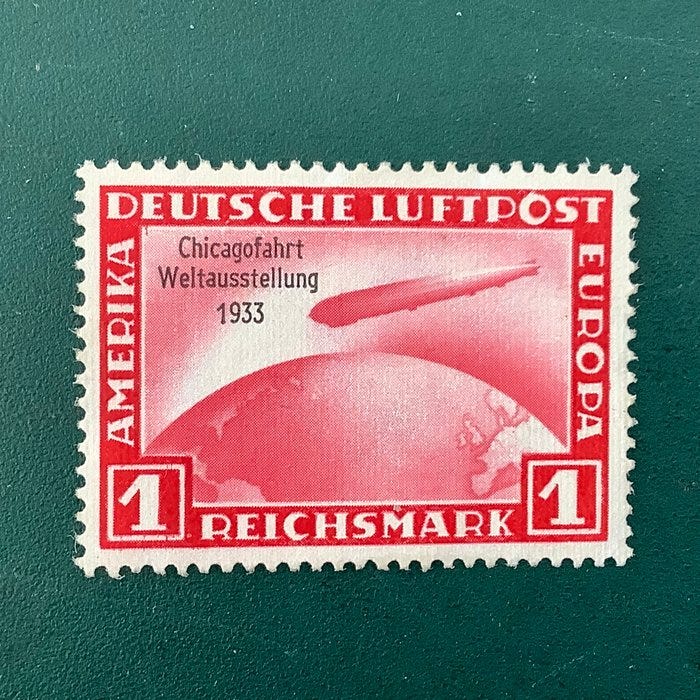 DEUTSCHE LUFTPOST
Chicagofahrt
Weltausstellung
1933
AMERIKA
EUROPA
1
REICHSMARK
1